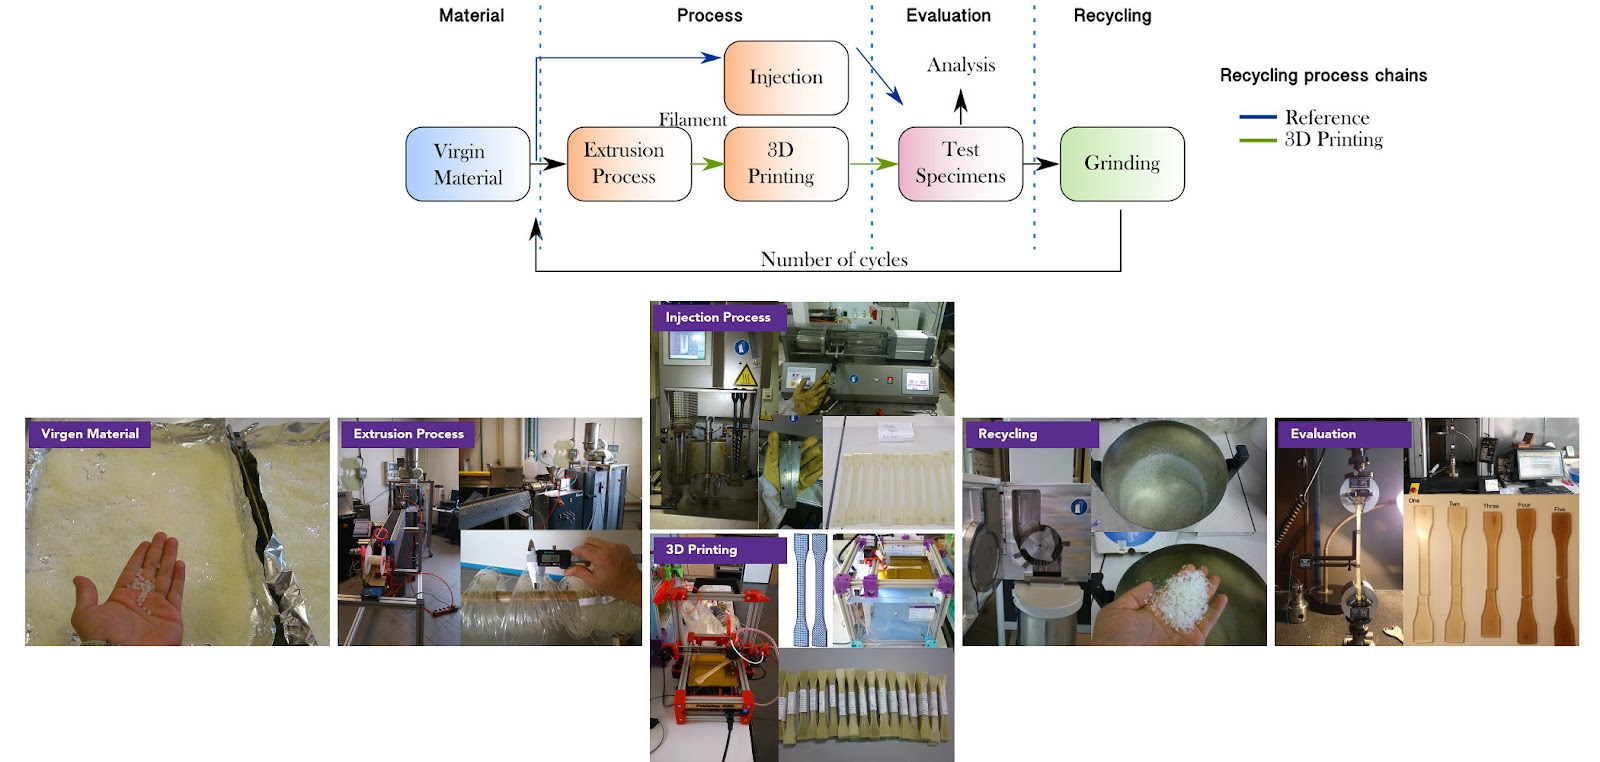 Material
Process
Evaluation
Recycling
Injection
Analysis
Recycling process chains
Reference
3D Printing
Filament
Virgin
Material
Extrusion
Process
3D
Printing
Test
Specimens
Grinding
Number of cycles
Injection Process
Virgen Material
Extrusion Process
3D Printing
Recycling
Evaluation
One
Two
Three
Four
Five